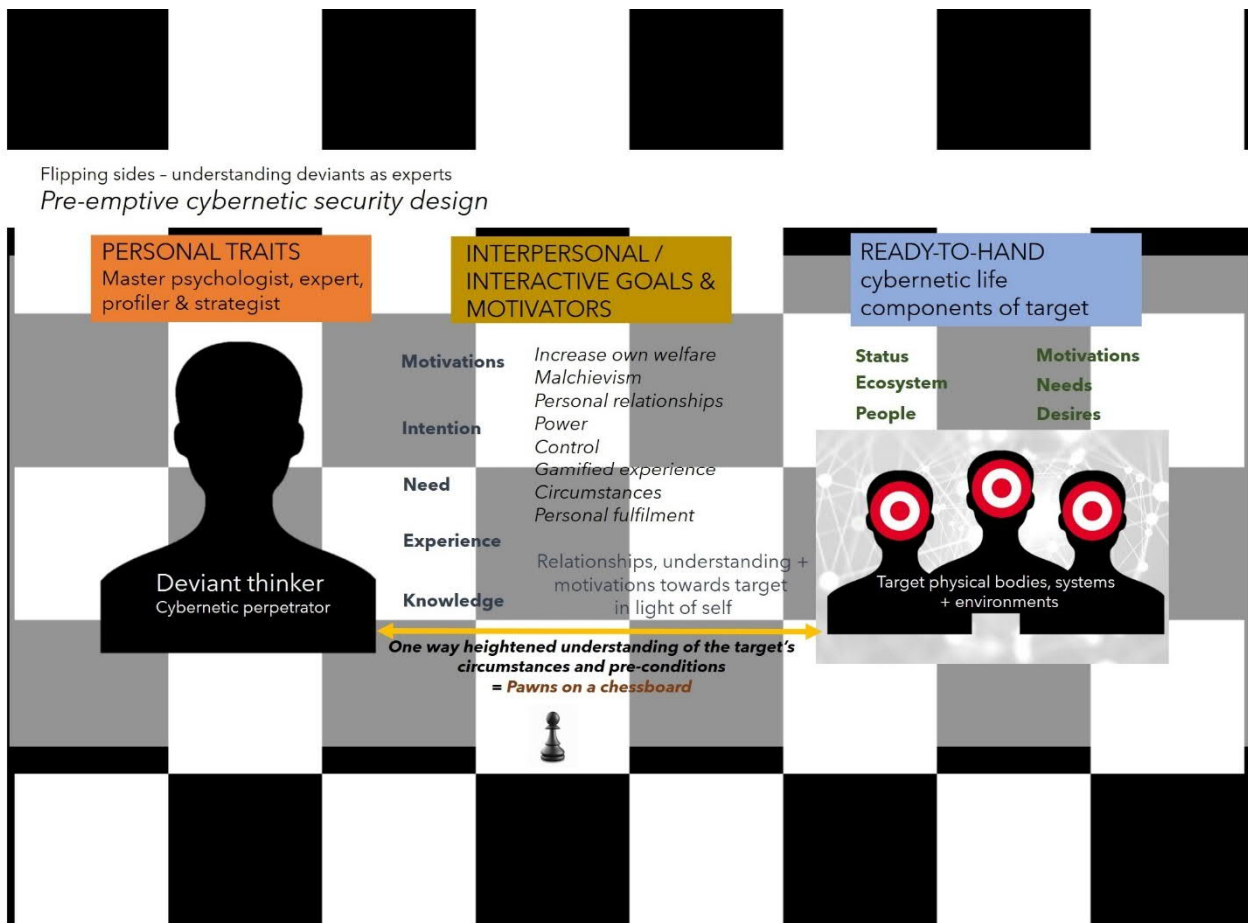 Flipping sides – understanding deviants as experts
Pre-emptive cybernetic security design
PERSONAL TRAITS
Master psychologist, expert,
profiler & strategist
Deviant thinker
Cybernetic perpetrator
INTERPERSONAL /
INTERACTIVE GOALS &
MOTIVATORS
Motivations
Intention
Need
Experience
Knowledge
Increase own welfare
Malchievism
Personal relationships
Power
Control
Gamified experience
Circumstances
Personal fulfilment
Relationships, understanding +
motivations towards target
in light of self
One way heightened understanding of the target's
circumstances and pre-conditions
= Pawns on a chessboard
READY-TO-HAND
cybernetic life
components of target
Status
Ecosystem
People
Motivations
Needs
Desires
Target physical bodies, systems
+ environments